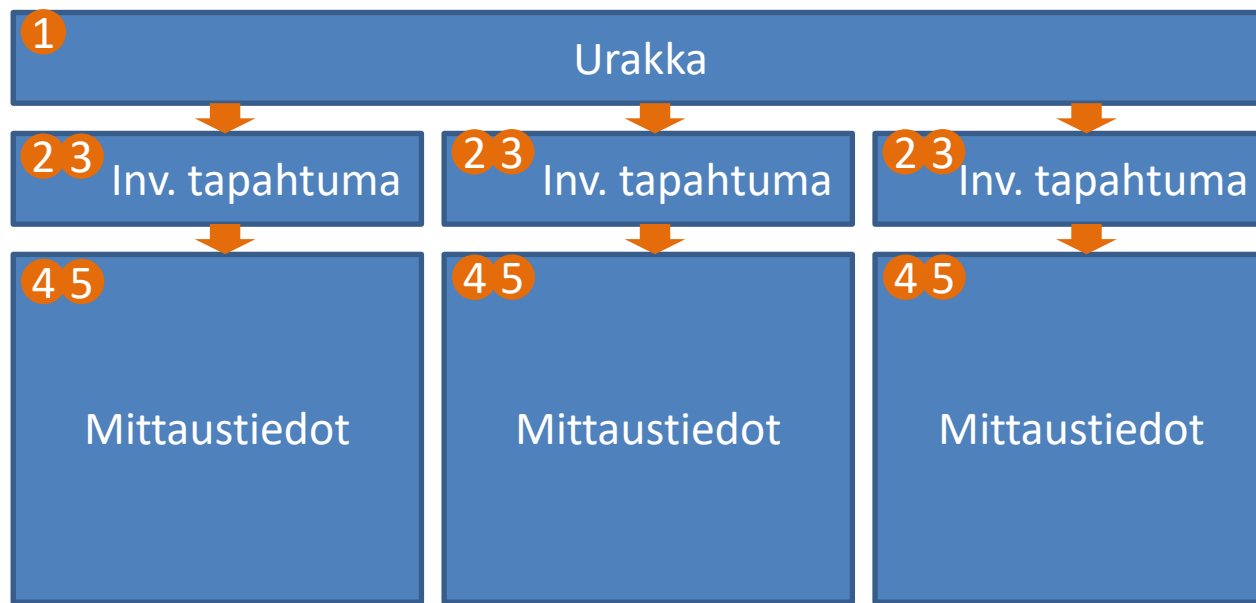 1
Urakka
2 3 Inv. tapahtuma
2 3 Inv. tapahtuma
2 3 Inv. tapahtuma
4 5
4 5
4 5
Mittaustiedot
Mittaustiedot
Mittaustiedot